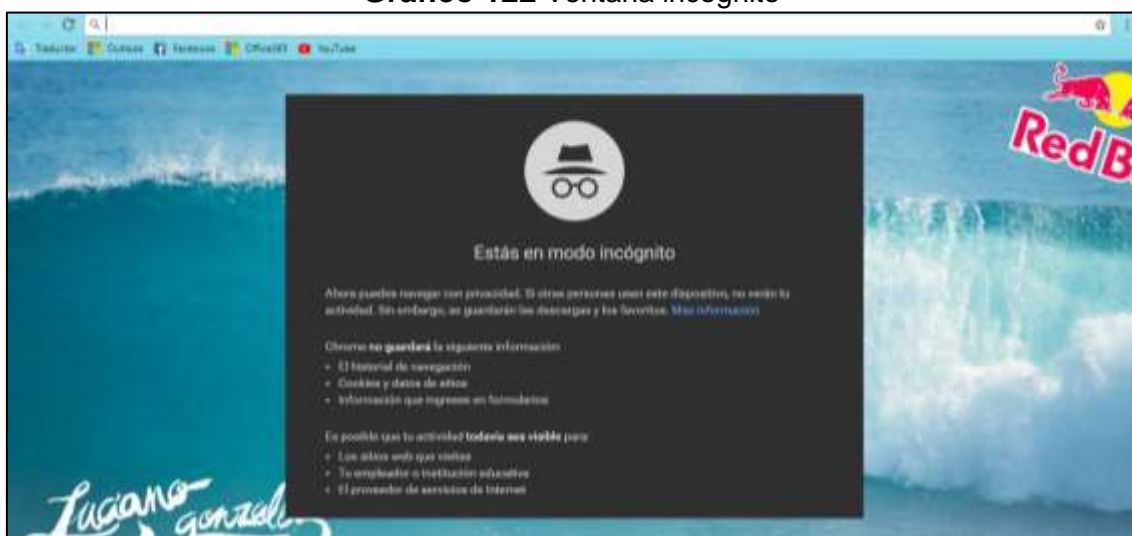 Gráfico 122 Ventana incógnito
Traductor Cursos Facebook Office365 YouTube
Red B
Estás en modo incógnito
Ahora puedes navegar con privacidad. Si otras personas usan este dispositivo, no verán tu
actividad. Sin embargo, se guardarán las descargas y los favoritos. Más información
Chrome no guardará la siguiente información:
• El historial de navegación
• Cookies y datos de sitios
• Información que ingreses en formularios
Es posible que tu actividad todavía sea visible para:
• Los sitios web que visitas
• Tu empleador o institución educativa
• El proveedor de servicios de Internet
Luciano